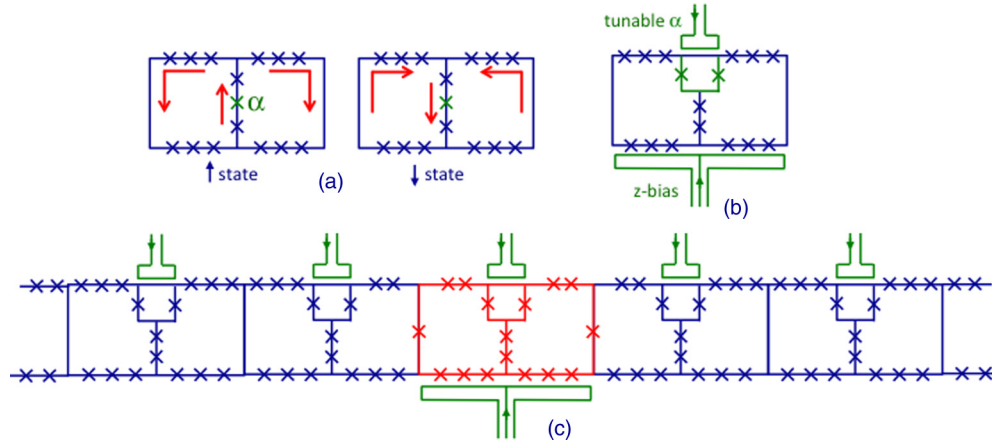 tunable α
α
↑ state
(a)
↓ state
z-bias
(b)
(c)